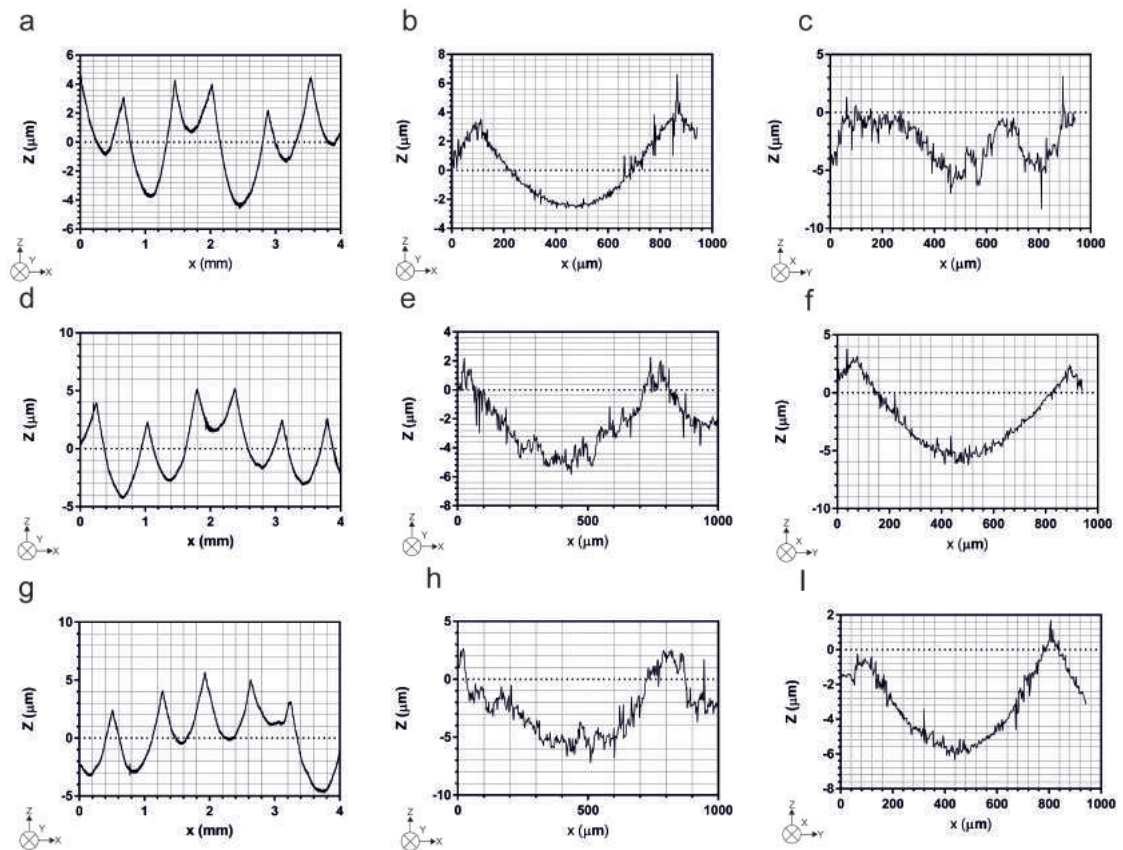 a b c
6
4
2
0
-2
-4
-6
Z (μm)
0 1 2 3 4
x (mm)
Z
Y
X
8
6
4
2
0
-2
-4
Z (μm)
0 200 400 600 800 1000
x (μm)
Z
Y
X
5
0
-5
-10
Z (μm)
0 200 400 600 800 1000
x (μm)
Z
X
Y
d e f
10
5
0
-5
Z (μm)
0 1 2 3 4
x (mm)
Z
Y
X
4
2
0
-2
-4
-6
-8
Z (μm)
0 500 1000
x (μm)
Z
Y
X
5
0
-5
-10
Z (μm)
0 200 400 600 800 1000
x (μm)
Z
X
Y
g h I
10
5
0
-5
Z (μm)
0 1 2 3 4
x (mm)
Z
Y
X
5
0
-5
-10
Z (μm)
0 500 1000
x (μm)
Z
Y
X
2
0
-2
-4
-6
-8
Z (μm)
0 200 400 600 800 1000
x (μm)
Z
X
Y